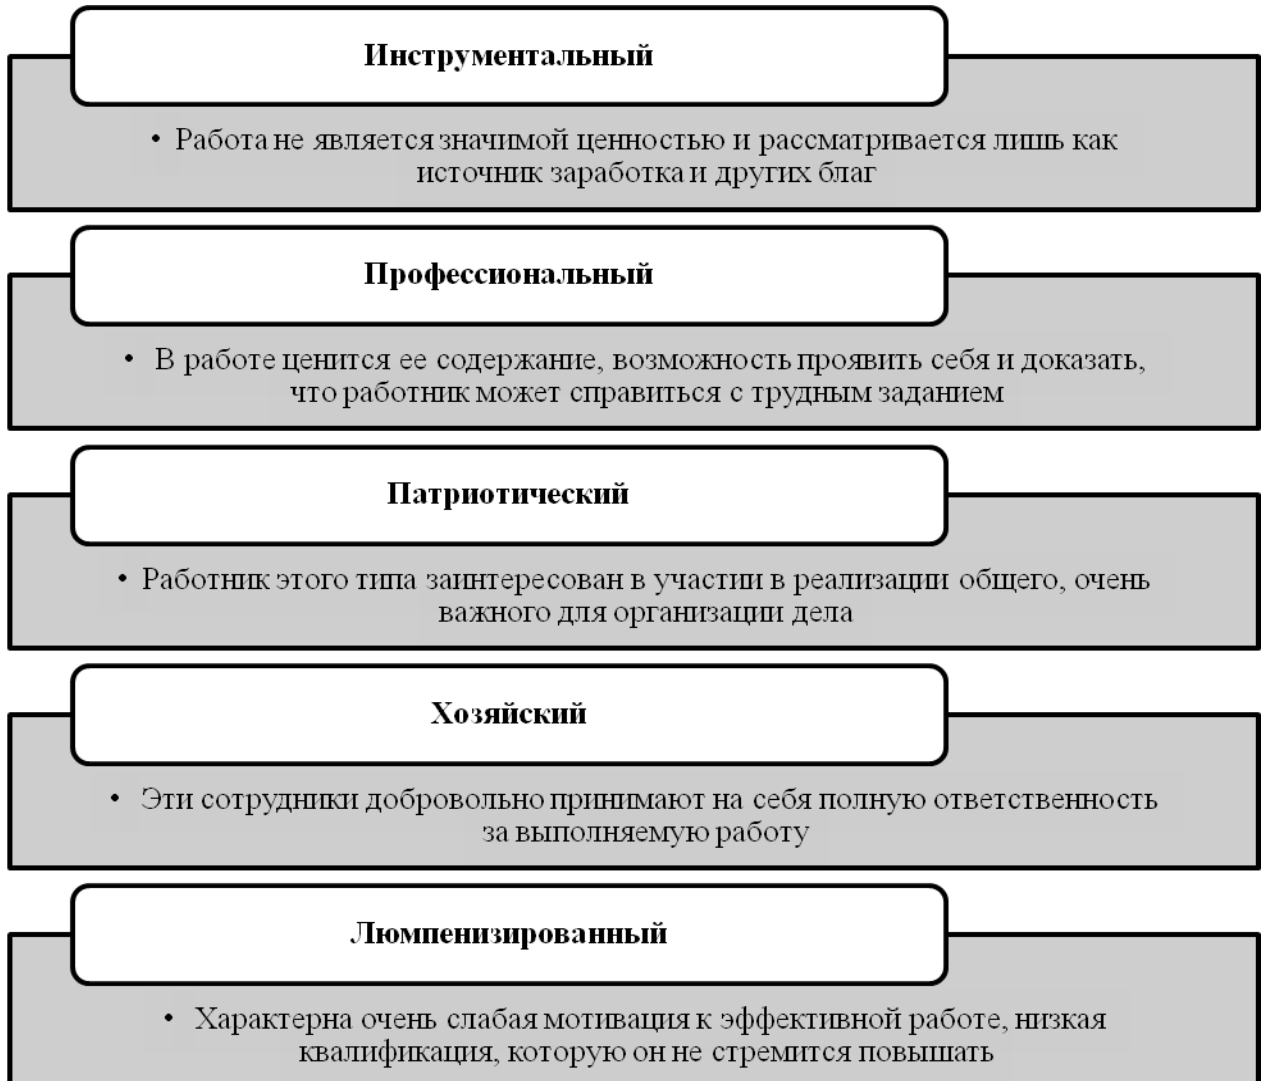 Инструментальный
• Работа не является значимой ценностью и рассматривается лишь как
источник заработка и других благ
Профессиональный
• В работе ценится ее содержание, возможность проявить себя и доказать,
что работник может справиться с трудным заданием
Патриотический
• Работник этого типа заинтересован в участии в реализации общего, очень
важного для организации дела
Хозяйский
• Эти сотрудники добровольно принимают на себя полную ответственность
за выполняемую работу
Люмпенизированный
• Характерна очень слабая мотивация к эффективной работе, низкая
квалификация, которую он не стремится повышать